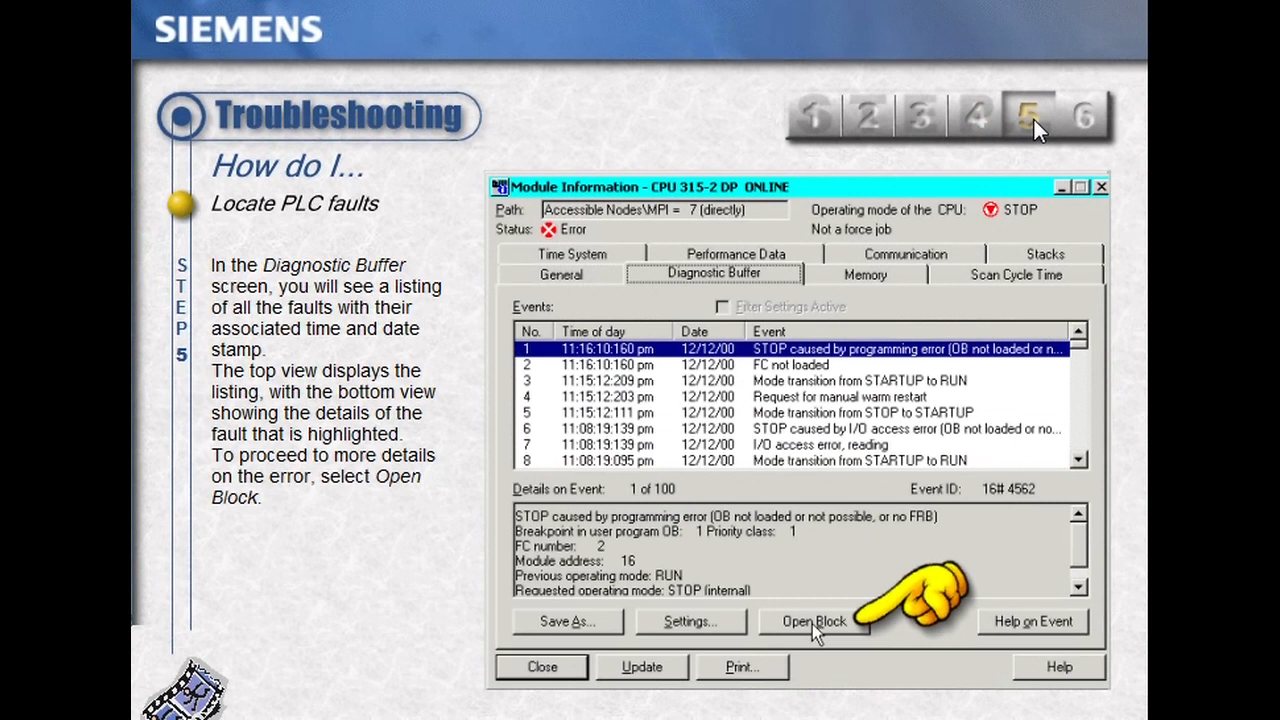 SIEMENS
Troubleshooting
1 2 3 4 5 6
How do I...
Locate PLC faults
STEP 5
In the Diagnostic Buffer
screen, you will see a listing
of all the faults with their
associated time and date
stamp.
The top view displays the
listing, with the bottom view
showing the details of the
fault that is highlighted.
To proceed to more details
on the error, select Open
Block.
Module Information - CPU 315-2 DP ONLINE
Path: Accessible Nodes\MPI = 7 (directly) Operating mode of the CPU: STOP
Status: Error Not a force job
Time System Performance Data Communication Stacks
General Diagnostic Buffer Memory Scan Cycle Time
Events: Filter Settings Active
No. Time of day Date Event
1 11:16:10:160 pm 12/12/00 STOP caused by programming error (OB not loaded or n...
2 11:16:10:160 pm 12/12/00 FC not loaded
3 11:15:12:209 pm 12/12/00 Mode transition from STARTUP to RUN
4 11:15:12:203 pm 12/12/00 Request for manual warm restart
5 11:15:12:111 pm 12/12/00 Mode transition from STOP to STARTUP
6 11:08:19:139 pm 12/12/00 STOP caused by I/O access error (OB not loaded or no...
7 11:08:19:139 pm 12/12/00 I/O access error, reading
8 11:08:19:095 pm 12/12/00 Mode transition from STARTUP to RUN
Details on Event: 1 of 100 Event ID: 16# 4562
STOP caused by programming error (OB not loaded or not possible, or no FRB)
Breakpoint in user program OB: 1 Priority class: 1
FC number: 2
Module address: 16
Previous operating mode: RUN
Requested operating mode: STOP (internal)
Save As... Settings... Open Block Help on Event
Close Update Print... Help